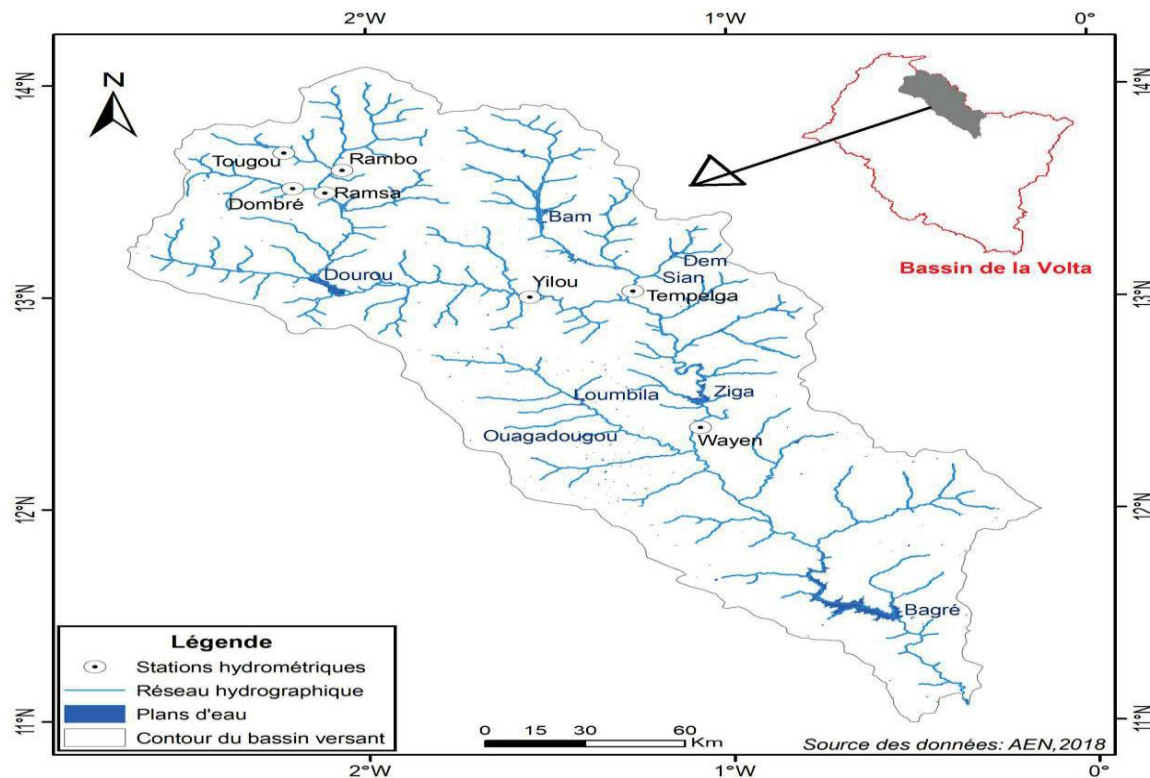 2°W
1°W
0°
14°N
14°N
N
Tougou
Rambo
Dombré
Ramsa
Bam
Bassin de la Volta
Dem
Sian
Dourou
Yilou
Tempelga
13°N
13°N
Loumbila
Ziga
Ouagadougou
Wayen
12°N
12°N
Bagré
Légende
Stations hydrométriques
Réseau hydrographique
Plans d'eau
Contour du bassin versant
0 15 30 60
Km
Source des données: AEN,2018
11°N
11°N
2°W
1°W
0°